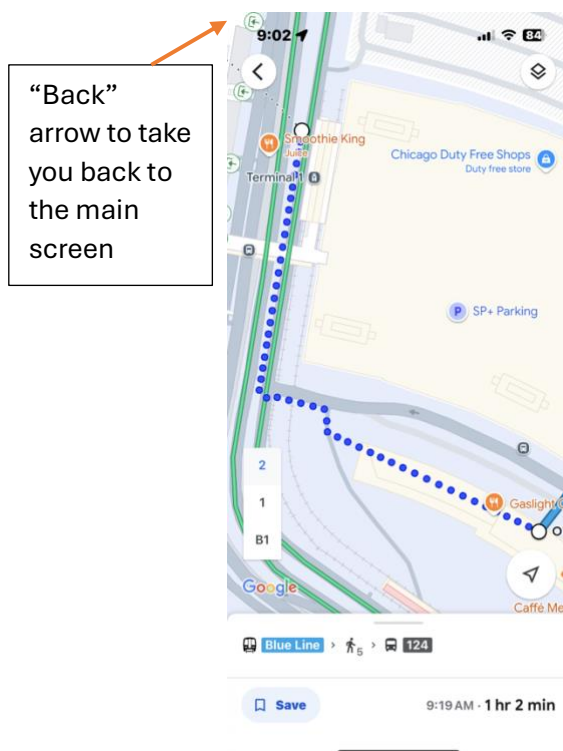 9:02
84
“Back”
arrow to take
you back to
the main
screen
Smoothie King
Juice
Chicago Duty Free Shops
Duty free store
Terminal 1
P SP+ Parking
2
1
B1
Gaslight
Google
Caffé Me
Blue Line > 5 > 124
Save
9:19 AM · 1 hr 2 min